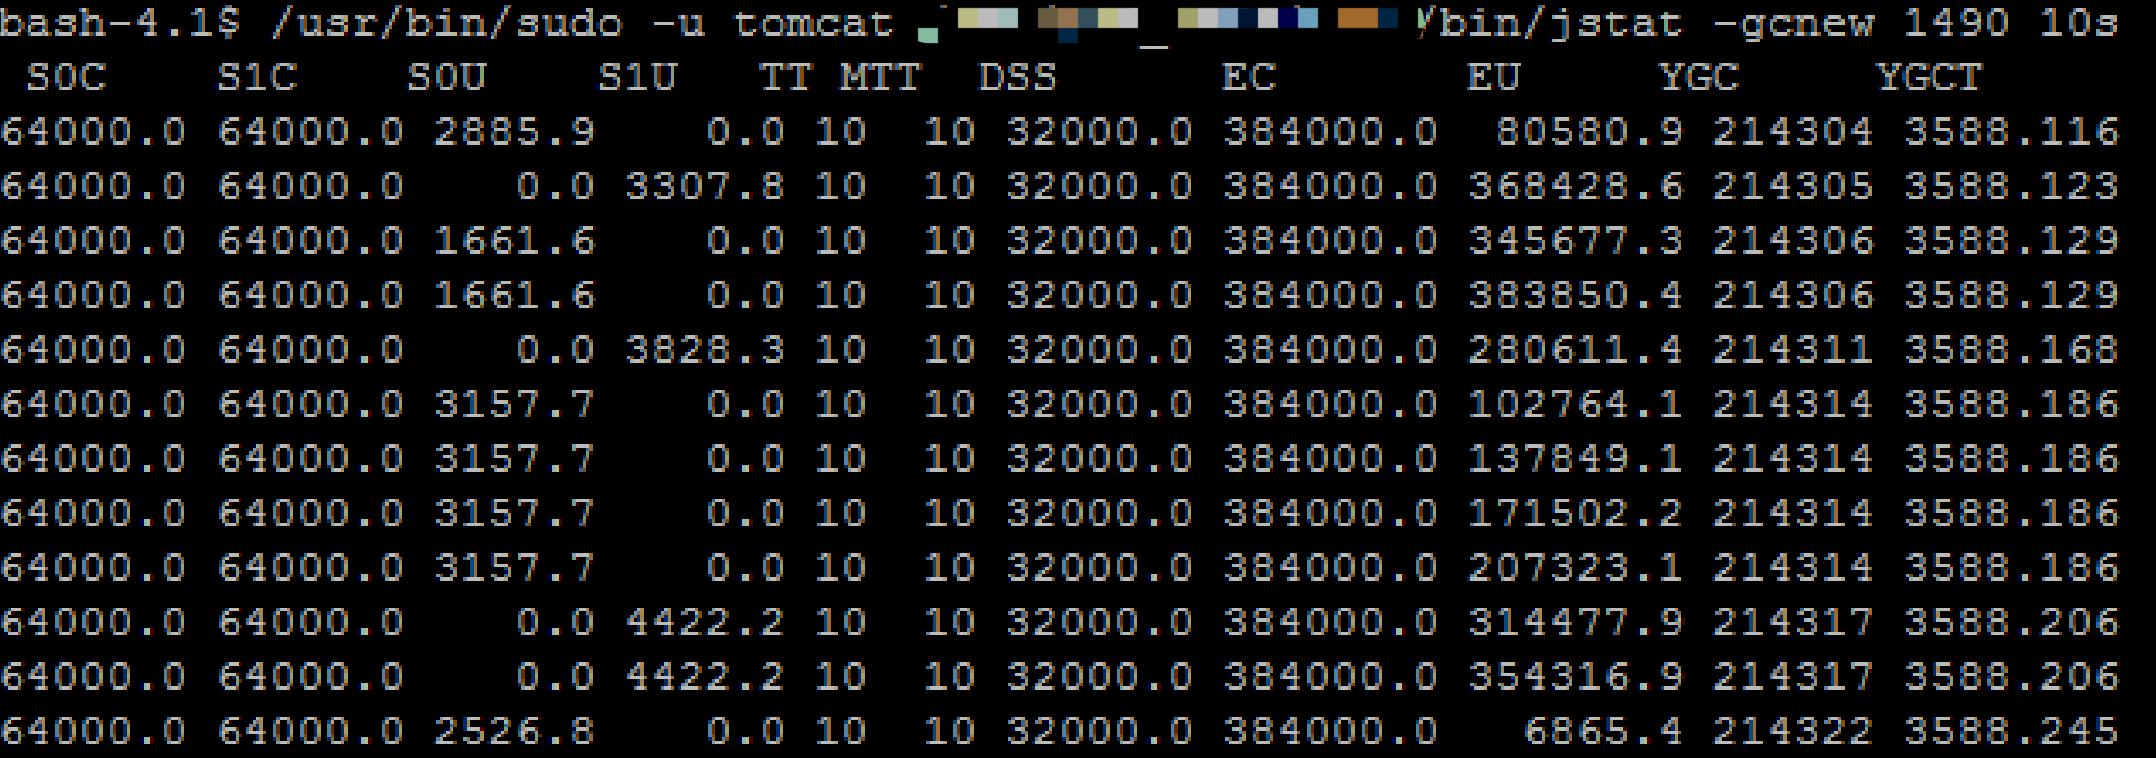 bash-4.1$ /usr/bin/sudo -u tomcat /bin/jstat -gcnew 1490 10s
S0C S1C S0U S1U TT MTT DSS EC EU YGC YGCT
64000.0 64000.0 2885.9 0.0 10 10 32000.0 384000.0 80580.9 214304 3588.116
64000.0 64000.0 0.0 3307.8 10 10 32000.0 384000.0 368428.6 214305 3588.123
64000.0 64000.0 1661.6 0.0 10 10 32000.0 384000.0 345677.3 214306 3588.129
64000.0 64000.0 1661.6 0.0 10 10 32000.0 384000.0 383850.4 214306 3588.129
64000.0 64000.0 0.0 3828.3 10 10 32000.0 384000.0 280611.4 214311 3588.168
64000.0 64000.0 3157.7 0.0 10 10 32000.0 384000.0 102764.1 214314 3588.186
64000.0 64000.0 3157.7 0.0 10 10 32000.0 384000.0 137849.1 214314 3588.186
64000.0 64000.0 3157.7 0.0 10 10 32000.0 384000.0 171502.2 214314 3588.186
64000.0 64000.0 3157.7 0.0 10 10 32000.0 384000.0 207323.1 214314 3588.186
64000.0 64000.0 0.0 4422.2 10 10 32000.0 384000.0 314477.9 214317 3588.206
64000.0 64000.0 0.0 4422.2 10 10 32000.0 384000.0 354316.9 214317 3588.206
64000.0 64000.0 2526.8 0.0 10 10 32000.0 384000.0 6865.4 214322 3588.245